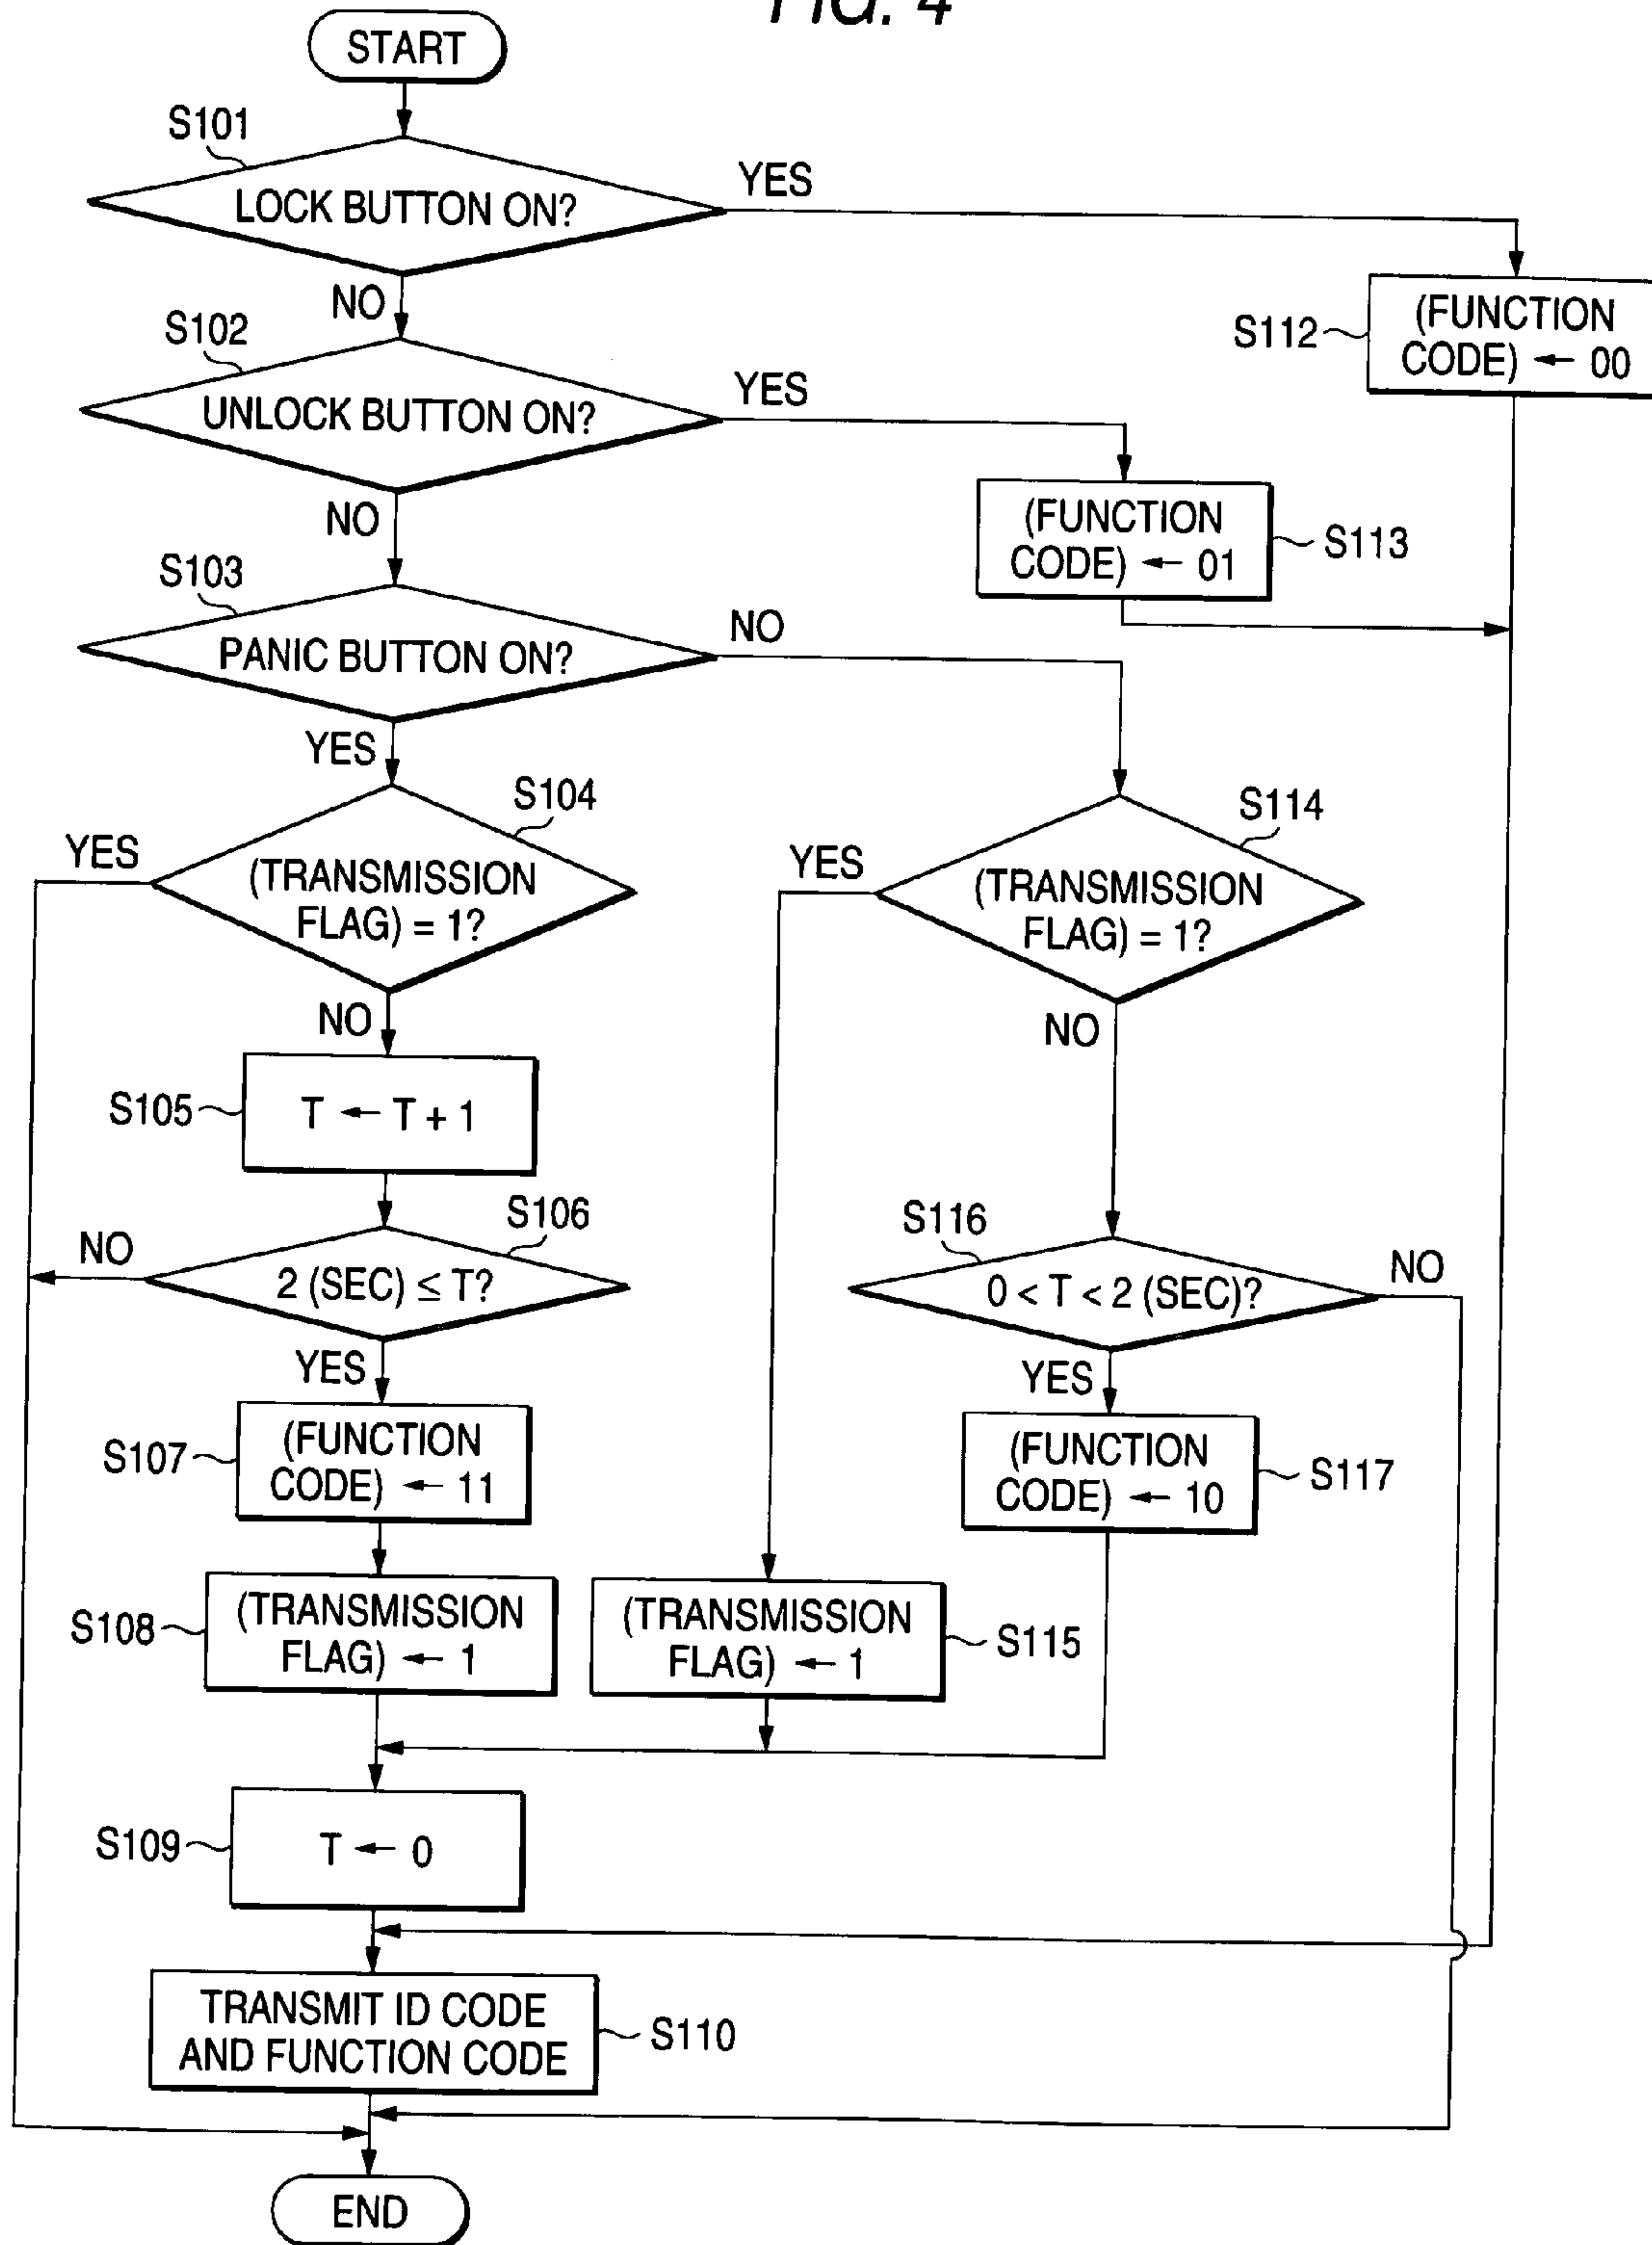 FIG. 4
START
S101
LOCK BUTTON ON?
YES
NO
S112
(FUNCTION
CODE) ← 00
S102
UNLOCK BUTTON ON?
YES
NO
(FUNCTION
CODE) ← 01
S113
S103
PANIC BUTTON ON?
NO
YES
S104
YES
(TRANSMISSION
FLAG) = 1?
NO
S114
YES
(TRANSMISSION
FLAG) = 1?
NO
S105
T ← T + 1
S106
NO
2 (SEC) ≤ T?
YES
S116
0 < T < 2 (SEC)?
NO
YES
S107
(FUNCTION
CODE) ← 11
(FUNCTION
CODE) ← 10
S117
S108
(TRANSMISSION
FLAG) ← 1
(TRANSMISSION
FLAG) ← 1
S115
S109
T ← 0
TRANSMIT ID CODE
AND FUNCTION CODE
S110
END